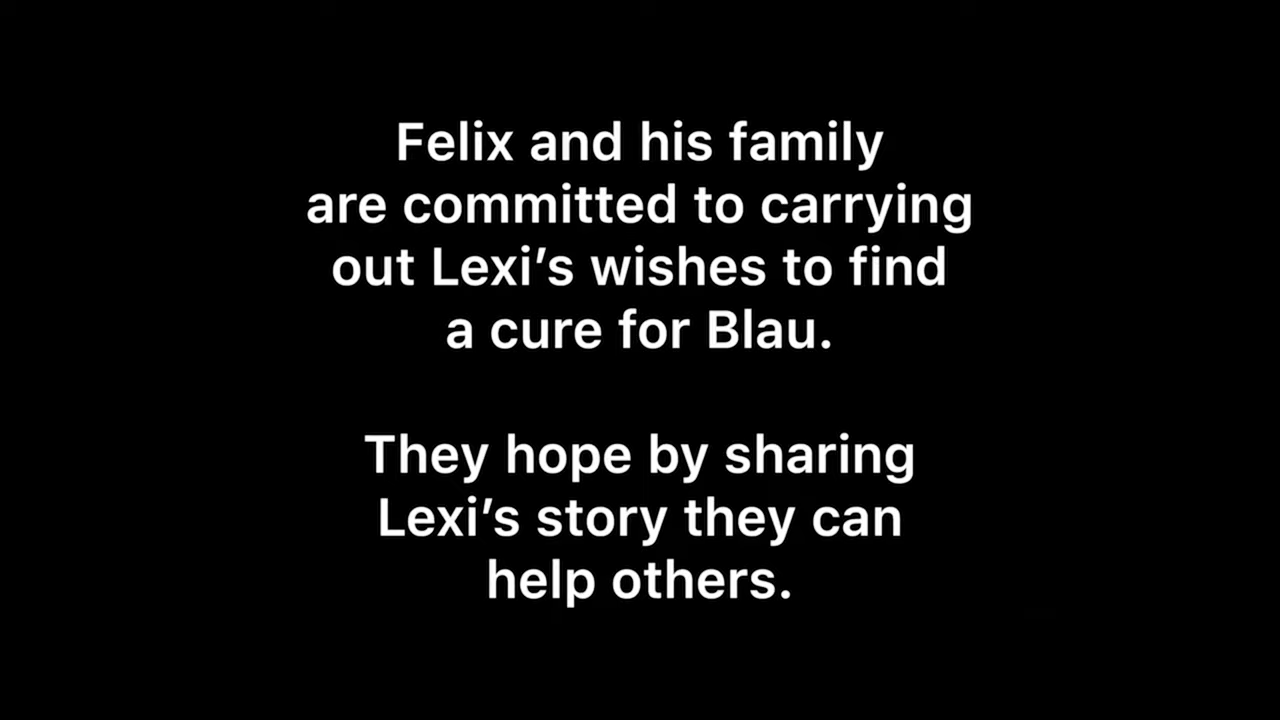 Felix and his family
are committed to carrying
out Lexi’s wishes to find
a cure for Blau.
They hope by sharing
Lexi’s story they can
help others.